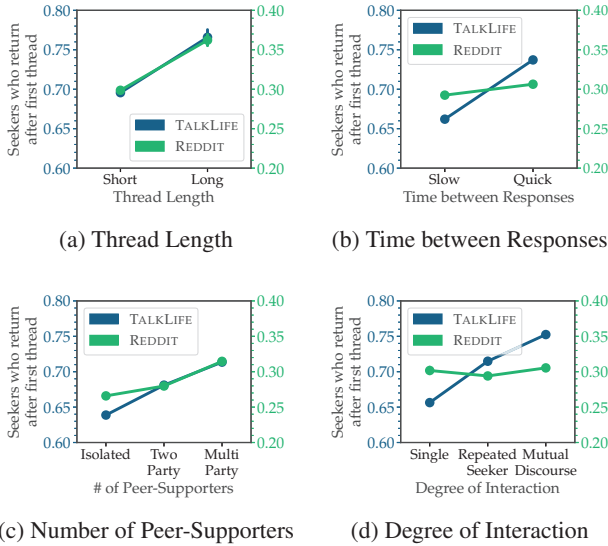 0.80
0.75
0.70
0.65
0.60
0.40
0.35
0.30
0.25
0.20
Seekers who return
after first thread
TALKLIFE
REDDIT
Short
Long
Thread Length
(a) Thread Length
0.80
0.75
0.70
0.65
0.60
0.40
0.35
0.30
0.25
0.20
Seekers who return
after first thread
TALKLIFE
REDDIT
Slow
Quick
Time between Responses
(b) Time between Responses
0.80
0.75
0.70
0.65
0.60
0.40
0.35
0.30
0.25
0.20
Seekers who return
after first thread
TALKLIFE
REDDIT
Isolated
Two
Party
Multi
Party
# of Peer-Supporters
(c) Number of Peer-Supporters
0.80
0.75
0.70
0.65
0.60
0.40
0.35
0.30
0.25
0.20
Seekers who return
after first thread
TALKLIFE
REDDIT
Single
Repeated
Seeker
Mutual
Discourse
Degree of Interaction
(d) Degree of Interaction